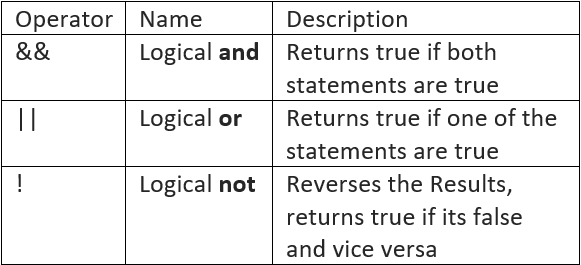 Operator Name Description
&& Logical and Returns true if both
statements are true
|| Logical or Returns true if one of the
statements are true
! Logical not Reverses the Results,
returns true if its false
and vice versa